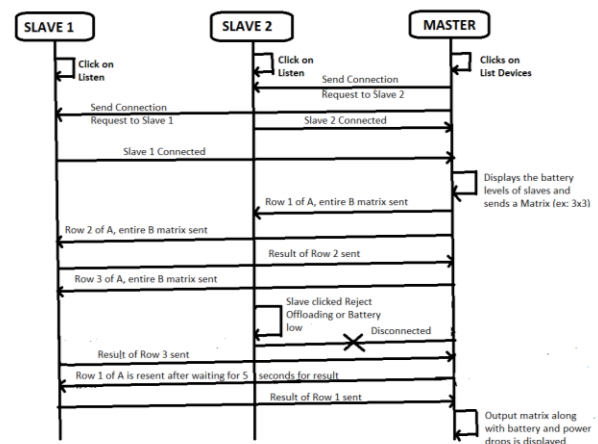 SLAVE 1
SLAVE 2
MASTER
Click on
Listen
Click on
Listen
Clicks on
List Devices
Send Connection
Request to Slave 2
Send Connection
Request to Slave 1
Slave 2 Connected
Slave 1 Connected
Displays the battery
levels of slaves and
sends a Matrix (ex: 3x3)
Row 1 of A, entire B matrix sent
Row 2 of A, entire B matrix sent
Result of Row 2 sent
Row 3 of A, entire B matrix sent
Slave clicked Reject
Offloading or Battery
low
Disconnected
Result of Row 3 sent
Row 1 of A is resent after waiting for 5 seconds for result
Result of Row 1 sent
Output matrix along
with battery and power
drops is displayed